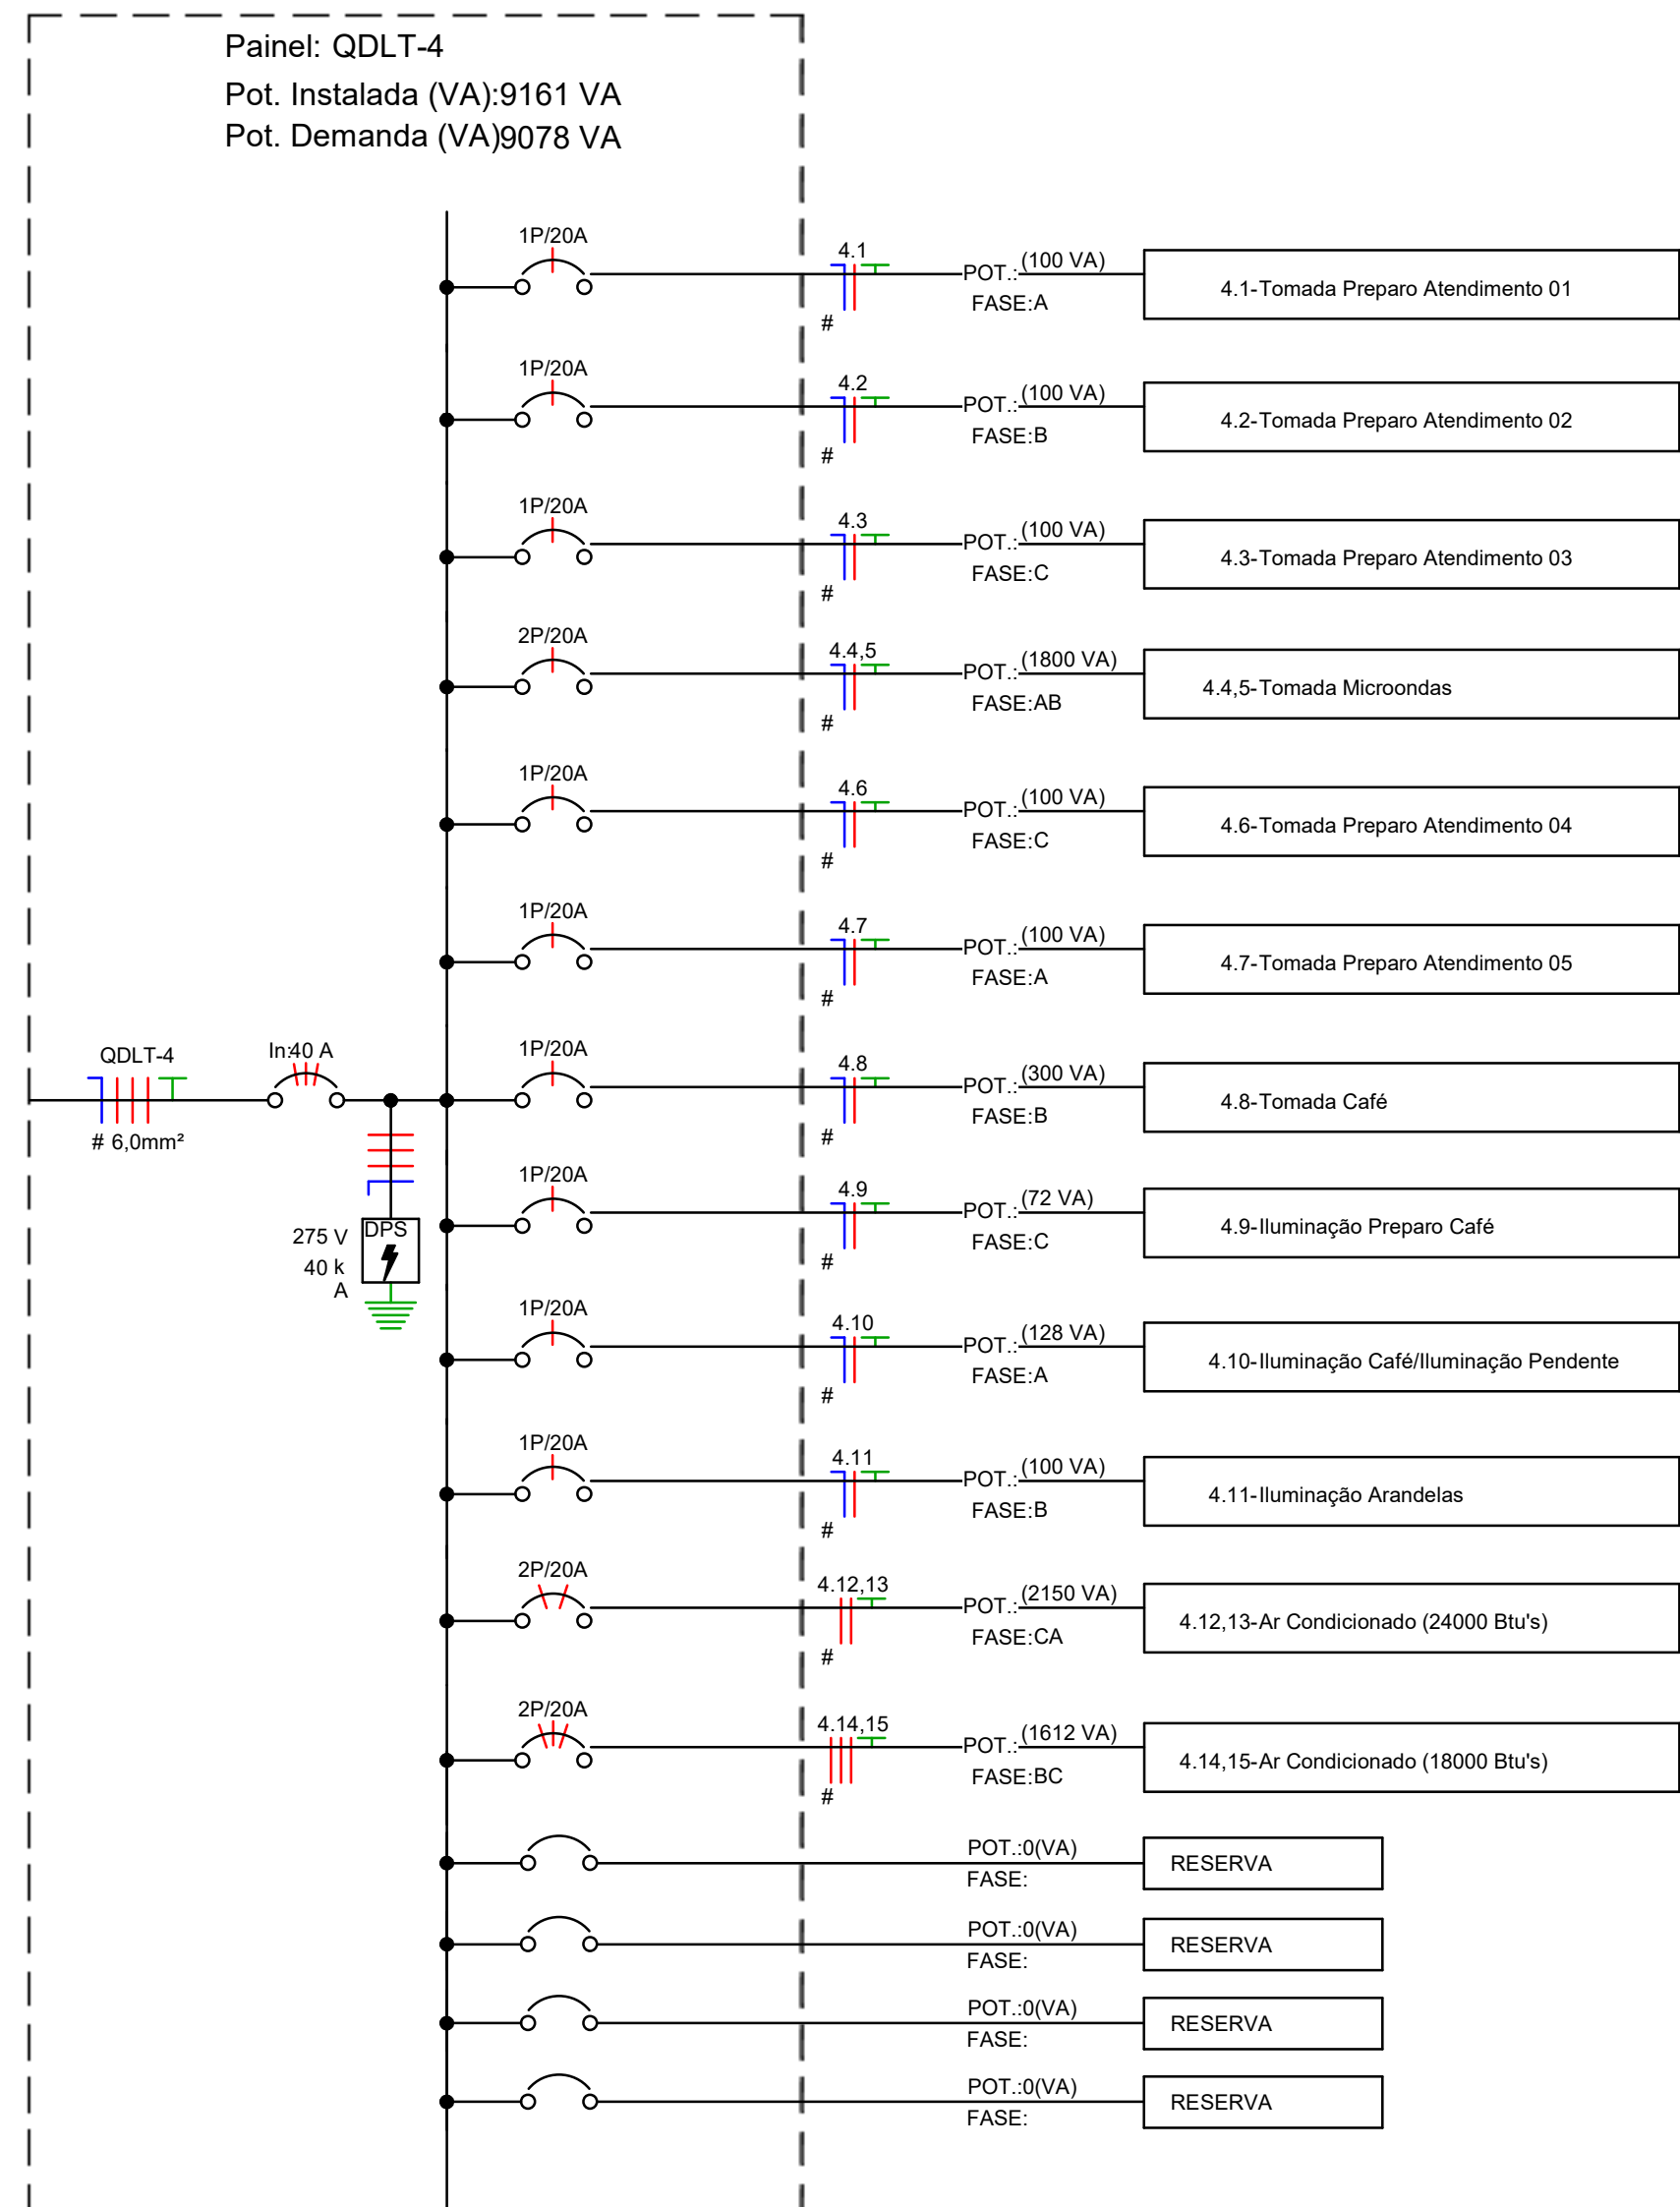 Painel: QDLT-4
Pot. Instalada (VA):9161 VA
Pot. Demanda (VA)9078 VA
1P/20A
4.1
#
POT.:(100 VA)
FASE:A
4.1-Tomada Preparo Atendimento 01
1P/20A
4.2
#
POT.:(100 VA)
FASE:B
4.2-Tomada Preparo Atendimento 02
1P/20A
4.3
#
POT.:(100 VA)
FASE:C
4.3-Tomada Preparo Atendimento 03
2P/20A
4.4,5
#
POT.:(1800 VA)
FASE:AB
4.4,5-Tomada Microondas
1P/20A
4.6
#
POT.:(100 VA)
FASE:C
4.6-Tomada Preparo Atendimento 04
1P/20A
4.7
#
POT.:(100 VA)
FASE:A
4.7-Tomada Preparo Atendimento 05
QDLT-4
# 6,0mm²
In:40 A
275 V
40 k
A
DPS
1P/20A
4.8
#
POT.:(300 VA)
FASE:B
4.8-Tomada Café
1P/20A
4.9
#
POT.:(72 VA)
FASE:C
4.9-Iluminação Preparo Café
1P/20A
4.10
#
POT.:(128 VA)
FASE:A
4.10-Iluminação Café/Iluminação Pendente
1P/20A
4.11
#
POT.:(100 VA)
FASE:B
4.11-Iluminação Arandelas
2P/20A
4.12,13
#
POT.:(2150 VA)
FASE:CA
4.12,13-Ar Condicionado (24000 Btu's)
2P/20A
4.14,15
#
POT.:(1612 VA)
FASE:BC
4.14,15-Ar Condicionado (18000 Btu's)
POT.:0(VA)
FASE:
RESERVA
POT.:0(VA)
FASE:
RESERVA
POT.:0(VA)
FASE:
RESERVA
POT.:0(VA)
FASE:
RESERVA